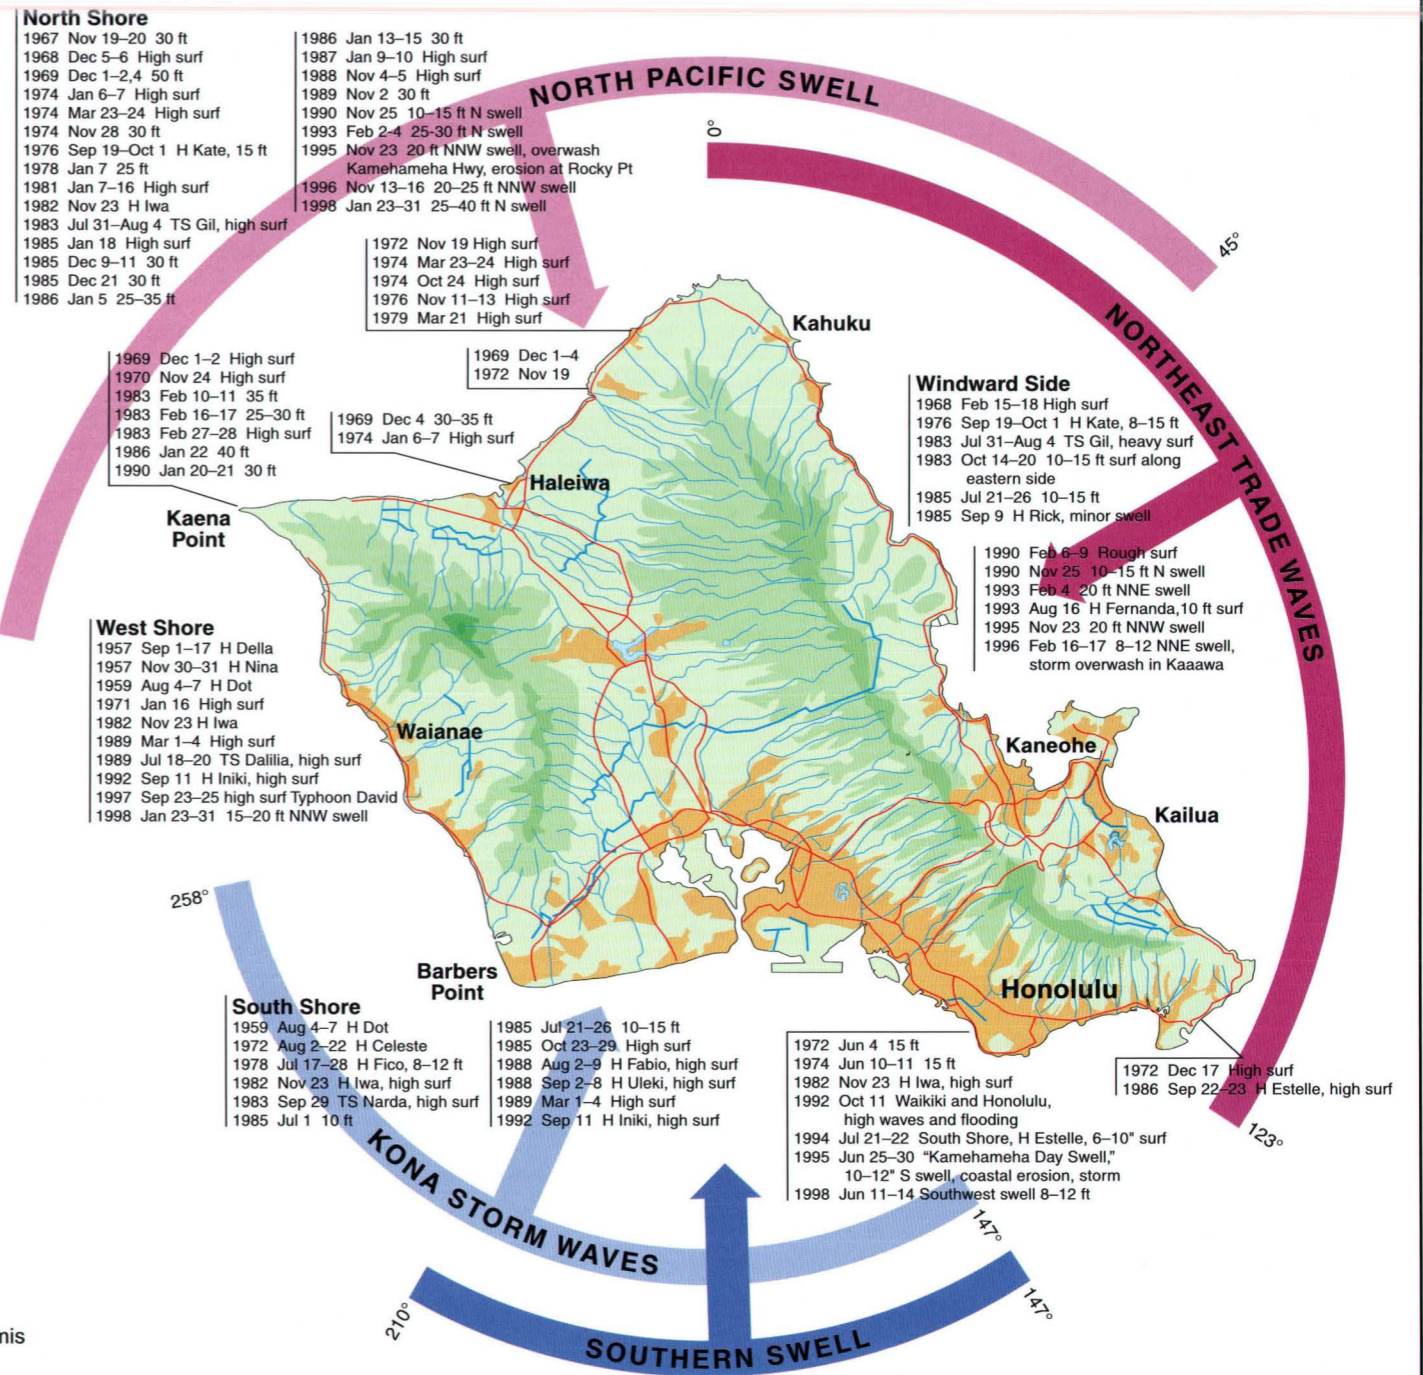 North Shore
1967 Nov 19–20 30 ft
1968 Dec 5–6 High surf
1969 Dec 1–2,4 50 ft
1974 Jan 6–7 High surf
1974 Mar 23–24 High surf
1974 Nov 28 30 ft
1976 Sep 19–Oct 1 H Kate, 15 ft
1978 Jan 7 25 ft
1981 Jan 7–16 High surf
1982 Nov 23 H Iwa
1983 Jul 31–Aug 4 TS Gil, high surf
1985 Jan 18 High surf
1985 Dec 9–11 30 ft
1985 Dec 21 30 ft
1986 Jan 5 25–35 ft
1986 Jan 13–15 30 ft
1987 Jan 9–10 High surf
1988 Nov 4–5 High surf
1989 Nov 2 30 ft
1990 Nov 25 10–15 ft N swell
1993 Feb 2-4 25-30 ft N swell
1995 Nov 23 20 ft NNW swell, overwash
Kamehameha Hwy, erosion at Rocky Pt
1996 Nov 13–16 20–25 ft NNW swell
1998 Jan 23–31 25–40 ft N swell
NORTH PACIFIC SWELL
0°
45°
1972 Nov 19 High surf
1974 Mar 23–24 High surf
1974 Oct 24 High surf
1976 Nov 11–13 High surf
1979 Mar 21 High surf
1969 Dec 1–4
1972 Nov 19
1969 Dec 1–2 High surf
1970 Nov 24 High surf
1983 Feb 10–11 35 ft
1983 Feb 16–17 25–30 ft
1983 Feb 27–28 High surf
1986 Jan 22 40 ft
1990 Jan 20–21 30 ft
1969 Dec 4 30–35 ft
1974 Jan 6–7 High surf
Kahuku
Haleiwa
Kaena
Point
NORTHEAST TRADE WAVES
Windward Side
1968 Feb 15–18 High surf
1976 Sep 19–Oct 1 H Kate, 8–15 ft
1983 Jul 31–Aug 4 TS Gil, heavy surf
1983 Oct 14–20 10–15 ft surf along
eastern side
1985 Jul 21–26 10–15 ft
1985 Sep 9 H Rick, minor swell
1990 Feb 6–9 Rough surf
1990 Nov 25 10–15 ft N swell
1993 Feb 4 20 ft NNE swell
1993 Aug 16 H Fernanda,10 ft surf
1995 Nov 23 20 ft NNW swell
1996 Feb 16–17 8–12 NNE swell,
storm overwash in Kaaawa
West Shore
1957 Sep 1–17 H Della
1957 Nov 30–31 H Nina
1959 Aug 4–7 H Dot
1971 Jan 16 High surf
1982 Nov 23 H Iwa
1989 Mar 1–4 High surf
1989 Jul 18–20 TS Dalilia, high surf
1992 Sep 11 H Iniki, high surf
1997 Sep 23–25 high surf Typhoon David
1998 Jan 23–31 15–20 ft NNW swell
Waianae
Kaneohe
Kailua
258°
Barbers
Point
Honolulu
South Shore
1959 Aug 4–7 H Dot
1972 Aug 2–22 H Celeste
1978 Jul 17–28 H Fico, 8–12 ft
1982 Nov 23 H Iwa, high surf
1983 Sep 29 TS Narda, high surf
1985 Jul 1 10 ft
1985 Jul 21–26 10–15 ft
1985 Oct 23–29 High surf
1988 Aug 2–9 H Fabio, high surf
1988 Sep 2–8 H Uleki, high surf
1989 Mar 1–4 High surf
1992 Sep 11 H Iniki, high surf
1972 Jun 4 15 ft
1974 Jun 10–11 15 ft
1982 Nov 23 H Iwa, high surf
1992 Oct 11 Waikiki and Honolulu,
high waves and flooding
1994 Jul 21–22 South Shore, H Estelle, 6–10" surf
1995 Jun 25–30 “Kamehameha Day Swell,”
10–12" S swell, coastal erosion, storm
1998 Jun 11–14 Southwest swell 8–12 ft
1972 Dec 17 High surf
1986 Sep 22–23 H Estelle, high surf
123°
KONA STORM WAVES
147°
210°
SOUTHERN SWELL
147°
nis